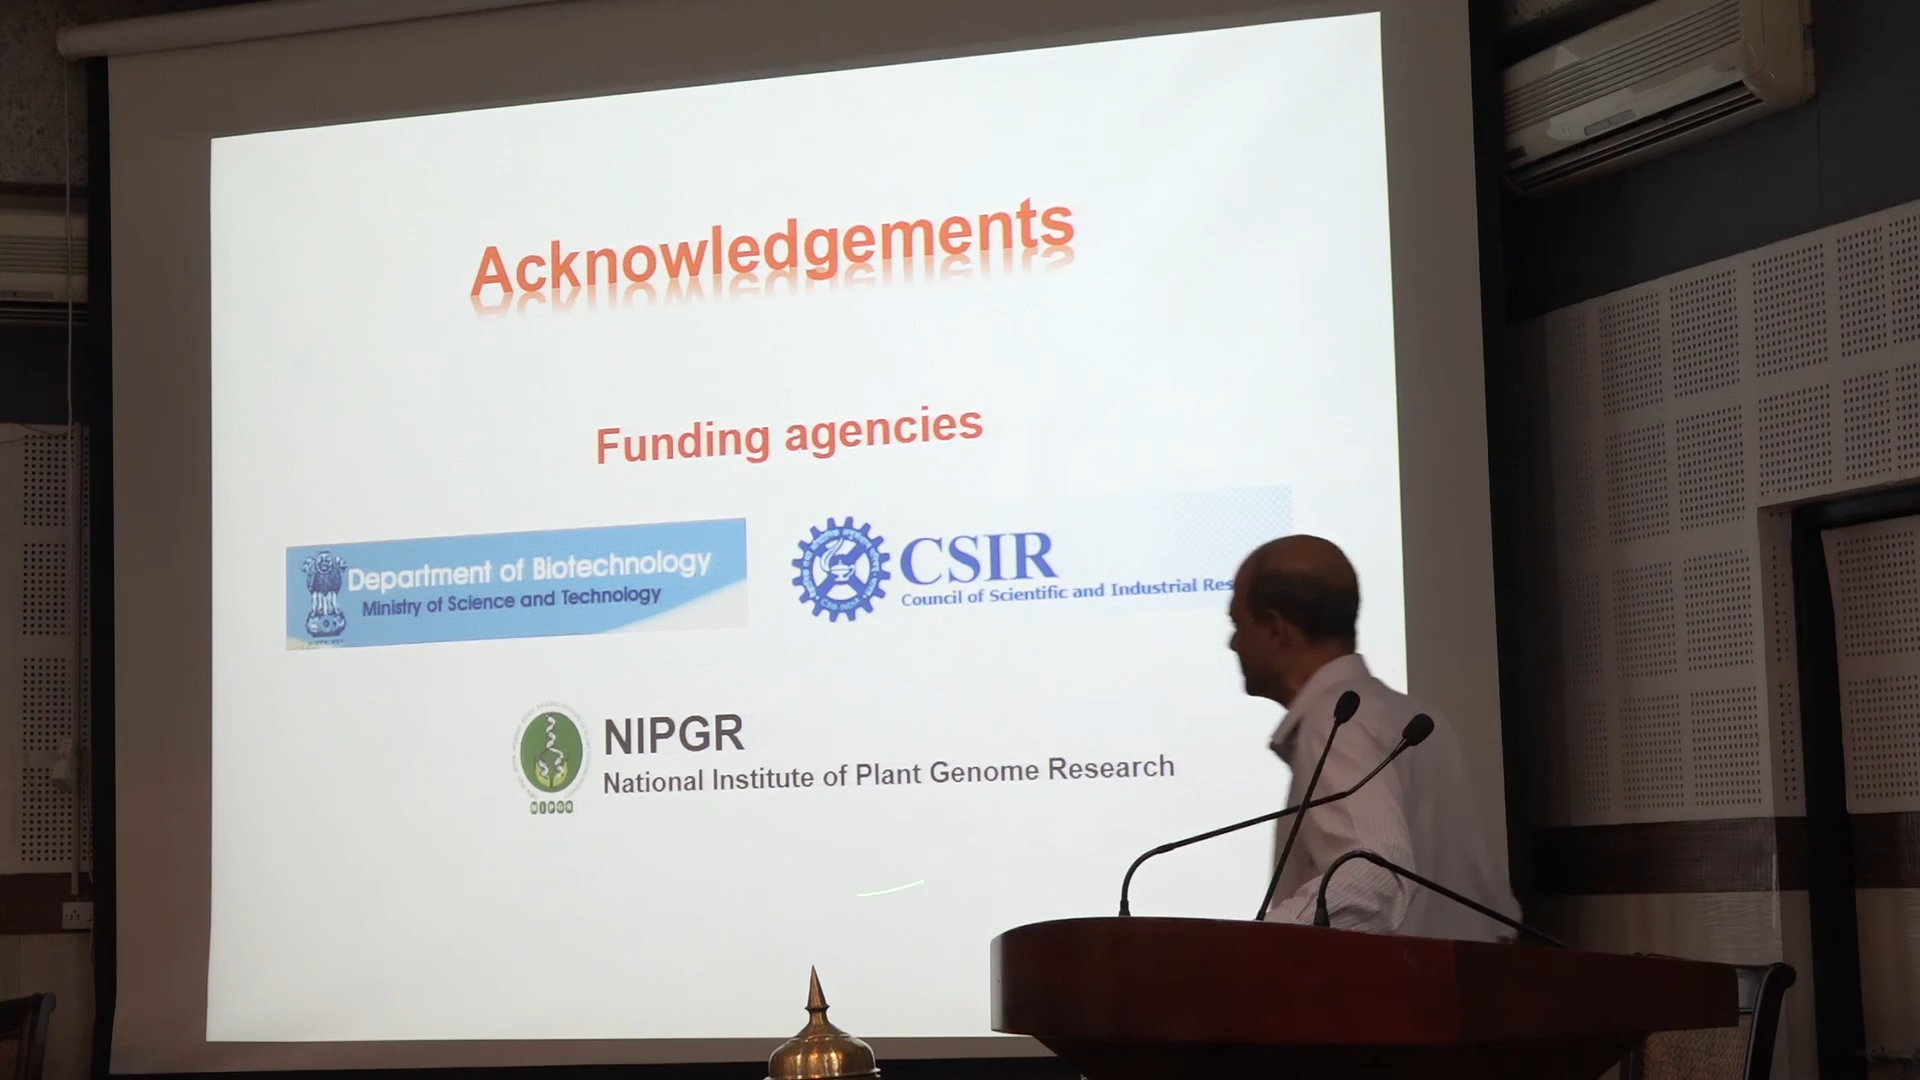 Acknowledgements
Funding agencies
Department of Biotechnology
Ministry of Science and Technology
CSIR
Council of Scientific and Industrial Res
NIPGR
National Institute of Plant Genome Research
NIPGR